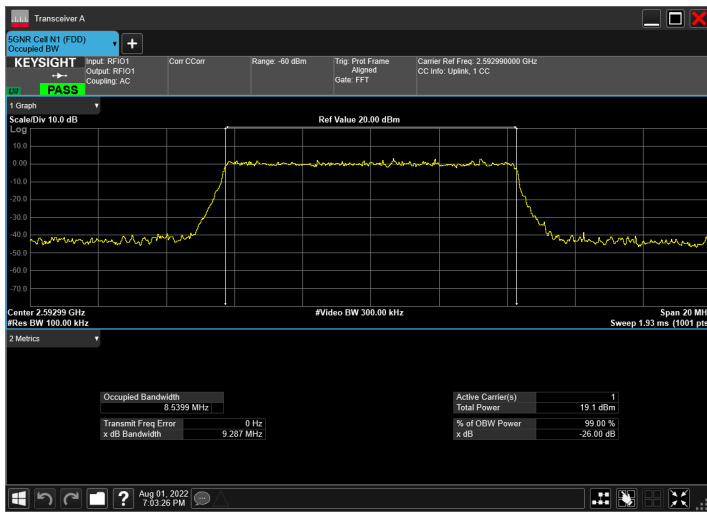 Transceiver A
5GNR Cell N1 (FDD)
Occupied BW
KEYSIGHT
PASS
Input: RFIO1
Output: RFIO1
Coupling: AC
Corr CCorr
Range: -60 dBm
Trig: Prot Frame
Aligned
Gate: FFT
Carrier Ref Freq: 2.592990000 GHz
CC Info: Uplink, 1 CC
1 Graph
Scale/Div 10.0 dB
Ref Value 20.00 dBm
Log
10.0
0.00
-10.0
-20.0
-30.0
-40.0
-50.0
-60.0
-70.0
Center 2.59299 GHz
#Video BW 300.00 kHz
Span 20 MH
#Res BW 100.00 kHz
Sweep 1.93 ms (1001 pts
2 Metrics
Occupied Bandwidth
8.5399 MHz
Transmit Freq Error 0 Hz
x dB Bandwidth 9.287 MHz
Active Carrier(s) 1
Total Power 19.1 dBm
% of OBW Power 99.00 %
x dB -26.00 dB
?
Aug 01, 2022
7:03:26 PM